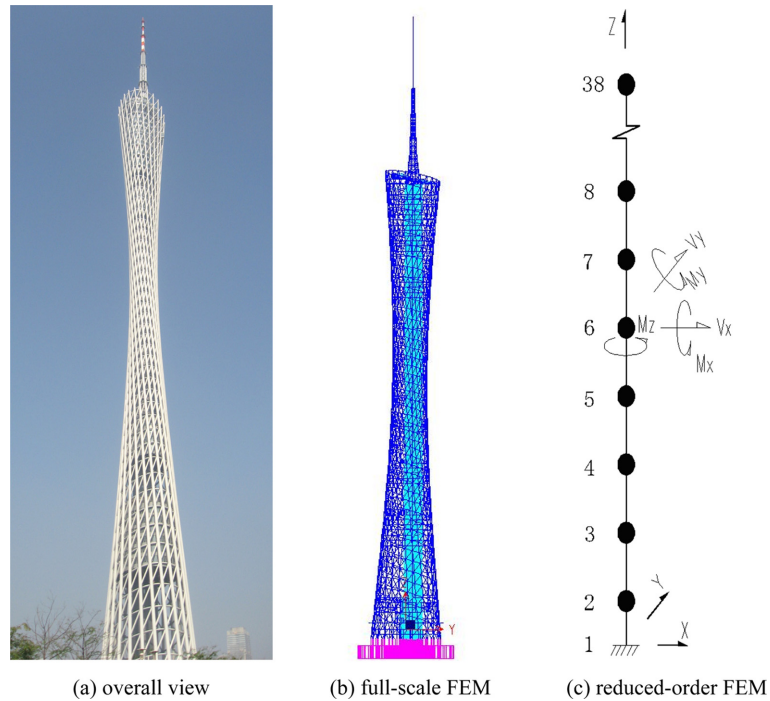 Z
38
8
7
VY
My
6
Mz
Vx
Mx
5
4
3
2
Y
1
X
Y
(a) overall view
(b) full-scale FEM
(c) reduced-order FEM